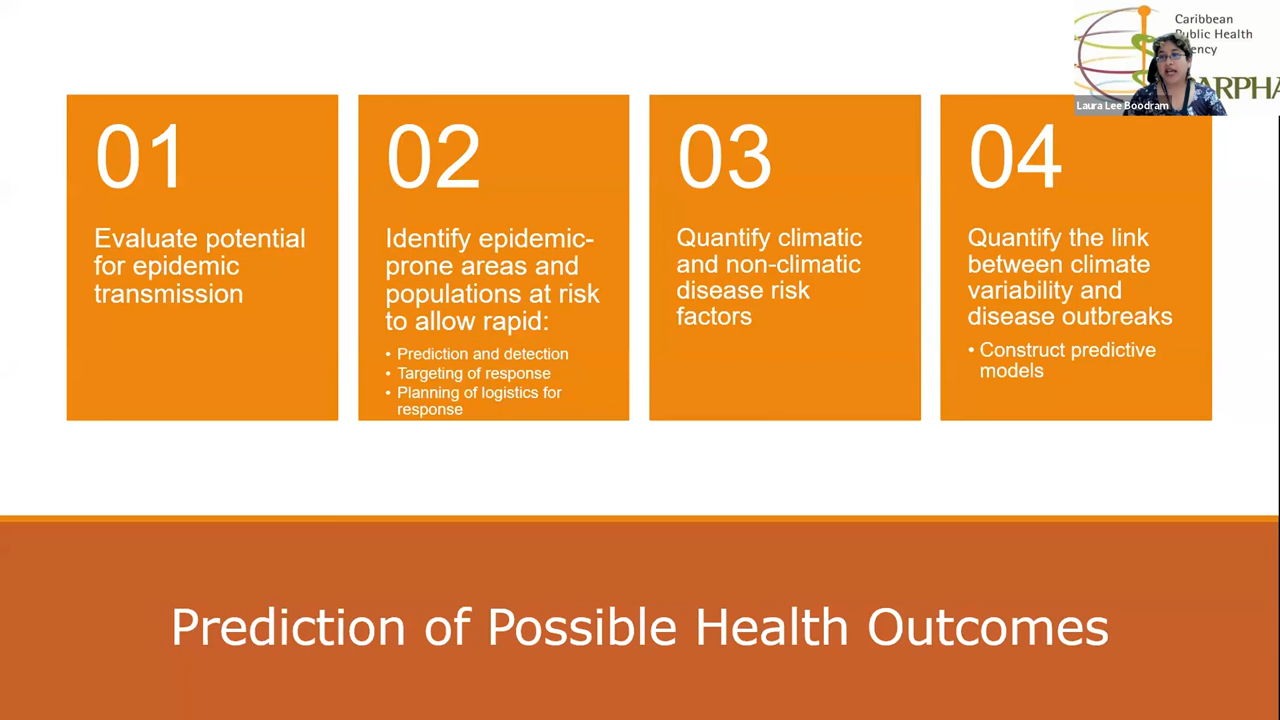 Caribbean
Public Health
ARPHA
Laura Lee Boodram
01
Evaluate potential
for epidemic
transmission
02
Identify epidemic-
prone areas and
populations at risk
to allow rapid:
• Prediction and detection
• Targeting of response
• Planning of logistics for
response
03
Quantify climatic
and non-climatic
disease risk
factors
04
Quantify the link
between climate
variability and
disease outbreaks
• Construct predictive
models
Prediction of Possible Health Outcomes